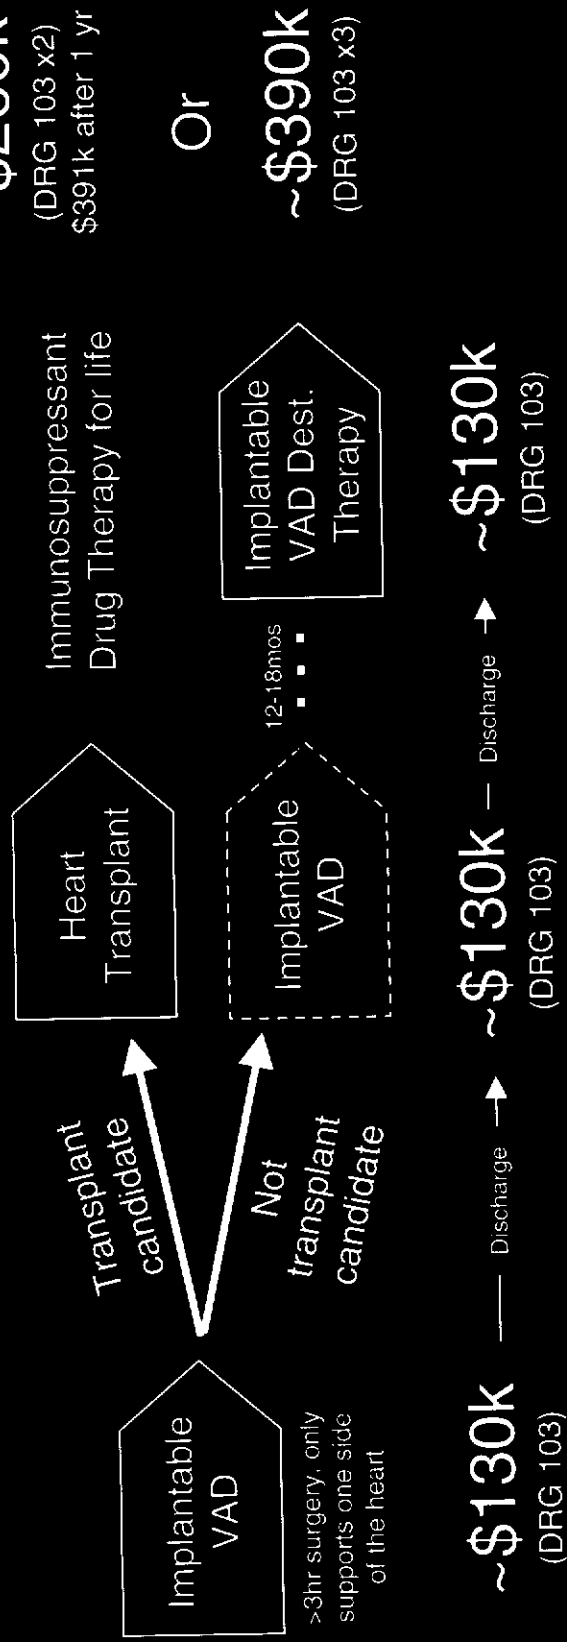 Implantable
VAD
>3hr surgery, only
supports one side
of the heart
Transplant
candidate
Not
transplant
candidate
Heart
Transplant
Implantable
VAD
12-18mos
Immunosuppressant
Drug Therapy for life
Implantable
VAD Dest.
Therapy
(DRG 103 x2)
$391k after 1 yr
Or
~$390k
(DRG 103 x3)
~$130k
(DRG 103)
Discharge
~$130k
(DRG 103)
Discharge
~$130k
(DRG 103)